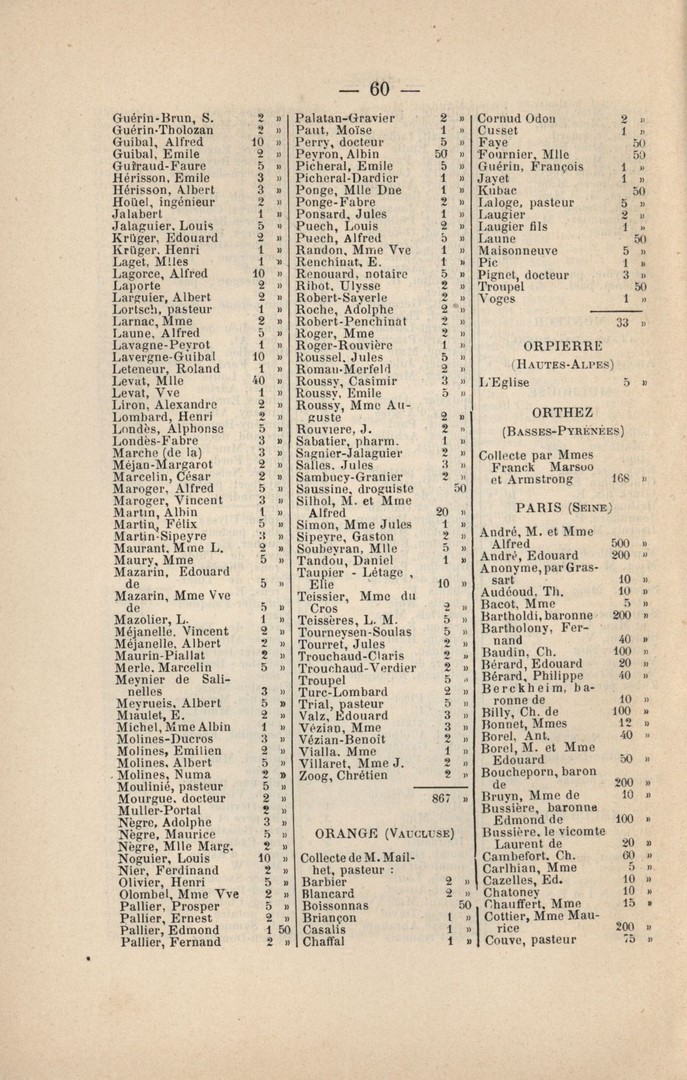 — 60 —
Guérin-Brun, S. 2 »
Guérin-Tholozan 2 »
Guibal, Alfred 10 »
Guibal, Emile 2 »
Guiraud-Faure 5 »
Hérisson, Emile 3 »
Hérisson, Albert 3 »
Hoüel, ingénieur 2 »
Jalabert 1 »
Jalaguier, Louis 5 »
Krüger, Edouard 2 »
Krüger, Henri 1 »
Laget, Mlles 1 »
Lagorce, Alfred 10 »
Laporte 2 »
Larguier, Albert 2 »
Lortsch, pasteur 1 »
Larnac, Mme 2 »
Laune, Alfred 5 »
Lavagne-Peyrot 1 »
Lavergne-Guibal 10 »
Leteneur, Roland 1 »
Levat, Mlle 40 »
Levat, Vve 1 »
Liron, Alexandre 2 »
Lombard, Henri 2 »
Londès, Alphonse 5 »
Londès-Fabre 3 »
Marche (de la) 3 »
Méjan-Margarot 2 »
Marcelin, César 2 »
Maroger, Alfred 5 »
Maroger, Vincent 3 »
Martin, Albin 1 »
Martin, Félix 5 »
Martin-Sipeyre 3 »
Maurant, Mme L. 2 »
Maury, Mme 5 »
Mazarin, Edouard
de 5 »
Mazarin, Mme Vve
de 5 »
Mazolier, L. 1 »
Méjanelle, Vincent 2 »
Méjanelle, Albert 2 »
Maurin-Piallat 2 »
Merle, Marcelin 5 »
Meynier de Sali-
nelles 3 »
Meyrueis, Albert 5 »
Miaulet, E. 2 »
Michel, Mme Albin 1 »
Molines-Ducros 3 »
Molines, Emilien 2 »
Molines, Albert 5 »
Molines, Numa 2 »
Moulinié, pasteur 5 »
Mourgue, docteur 2 »
Muller-Portal 2 »
Nègre, Adolphe 3 »
Nègre, Maurice 5 »
Nègre, Mlle Marg. 2 »
Noguier, Louis 10 »
Nier, Ferdinand 2 »
Olivier, Henri 5 »
Olombel, Mme Vve 2 »
Pallier, Prosper 5 »
Pallier, Ernest 2 »
Pallier, Edmond 1 50
Pallier, Fernand 2 »
Palatan-Gravier 2 »
Paut, Moïse 1 »
Perry, docteur 5 »
Peyron, Albin 50 »
Picheral, Emile 5 »
Picheral-Dardier 1 »
Ponge, Mlle Dne 1 »
Ponge-Fabre 2 »
Ponsard, Jules 1 »
Puech, Louis 2 »
Puech, Alfred 5 »
Randon, Mme Vve 1 »
Renchinat, E. 1 »
Renouard, notaire 5 »
Ribot, Ulysse 2 »
Robert-Sayerle 2 »
Roche, Adolphe 2 »
Robert-Penchinat 2 »
Roger, Mme 2 »
Roger-Rouvière 1 »
Roussel, Jules 5 »
Roman-Merfeld 2 »
Roussy, Casimir 3 »
Roussy, Emile 5 »
Roussy, Mme Au-
guste 2 »
Rouviere, J. 2 »
Sabatier, pharm. 1 »
Sagnier-Jalaguier 2 »
Salles, Jules 3 »
Sambucy-Granier 2 »
Saussine, droguiste 50
Silhol, M. et Mme
Alfred 20 »
Simon, Mme Jules 1 »
Sipeyre, Gaston 2 »
Soubeyran, Mlle 5 »
Tandou, Daniel 1 »
Taupier - Létage,
Elie 10 »
Teissier, Mme du
Cros 2 »
Teissères, L. M. 5 »
Tourneysen-Soulas 5 »
Tourret, Jules 2 »
Trouchaud-Claris 2 »
Trouchaud-Verdier 2 »
Troupel 5 »
Turc-Lombard 2 »
Trial, pasteur 5 »
Valz, Edouard 3 »
Vézian, Mme 3 »
Vézian-Benoît 2 »
Vialla, Mme 1 »
Villaret, Mme J. 2 »
Zoog, Chrétien 2 »
867 »
ORANGE (VAUCLUSE)
Collecte de M. Mail-
het, pasteur :
Barbier 2 »
Blancard 2 »
Boissonnas 50
Briançon 1 »
Casalis 1 »
Chaffal 1 »
Cornud Odon 2 »
Cusset 1 »
Faye 50
Fournier, Mlle 50
Guérin, François 1 »
Jayet 1 »
Kubac 50
Laloge, pasteur 5 »
Laugier 2 »
Laugier fils 1 »
Laune 50
Maisonneuve 5 »
Pic 1 »
Pignet, docteur 3 »
Troupel 50
Voges 1 »
33 »
ORPIERRE
(HAUTES-ALPES)
L'Eglise 5 »
ORTHEZ
(BASSES-PYRÉNÉES)
Collecte par Mmes
Franck Marsoo
et Armstrong 168 »
PARIS (SEINE)
André, M. et Mme
Alfred 500 »
André, Edouard 200 »
Anonyme, par Gras-
sart 10 »
Audéoud, Th. 10 »
Bacot, Mme 5 »
Bartholdi, baronne 200 »
Bartholony, Fer-
nand 40 »
Baudin, Ch. 100 »
Bérard, Edouard 20 »
Bérard, Philippe 40 »
Berckheim, ba-
ronne de 10 »
Billy, Ch. de 100 »
Bonnet, Mmes 12 »
Borel, Ant. 40 »
Borel, M. et Mme
Edouard 50 »
Boucheporn, baron
de 200 »
Bruyn, Mme de 10 »
Bussière, baronne
Edmond de 100 »
Bussière, le vicomte
Laurent de 20 »
Cambefort, Ch. 60 »
Carlhian, Mme 5 »
Cazelles, Ed. 10 »
Chatoney 10 »
Chauffert, Mme 15 »
Cottier, Mme Mau-
rice 200 »
Couve, pasteur 75 »